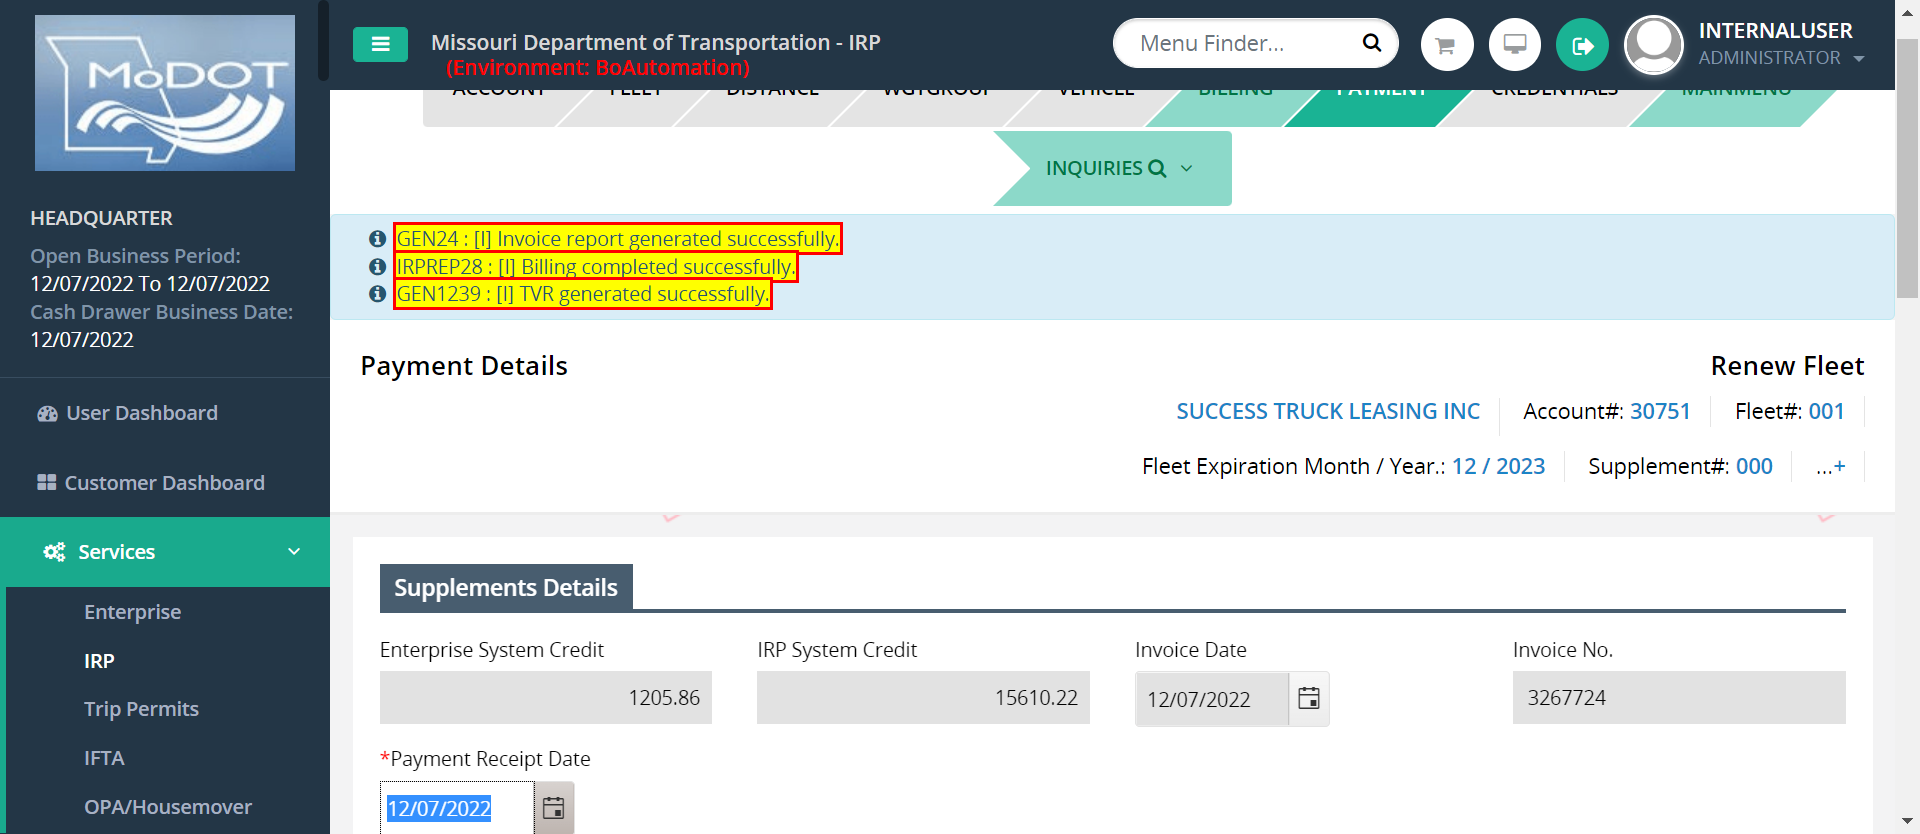 MoDOT
Missouri Department of Transportation - IRP
(Environment: BoAutomation)
Menu Finder...
INTERNALUSER
ADMINISTRATOR
ACCOUNT FLEET DISTANCE WGTGROUP VEHICLE BILLING PAYMENT CREDENTIALS MAINMENU
INQUIRIES
HEADQUARTER
Open Business Period:
12/07/2022 To 12/07/2022
Cash Drawer Business Date:
12/07/2022
User Dashboard
Customer Dashboard
Services
Enterprise
IRP
Trip Permits
IFTA
OPA/Housemover
GEN24 : [I] Invoice report generated successfully.
IRPREP28 : [I] Billing completed successfully.
GEN1239 : [I] TVR generated successfully.
Payment Details
Renew Fleet
SUCCESS TRUCK LEASING INC Account#: 30751 Fleet#: 001
Fleet Expiration Month / Year.: 12 / 2023 Supplement#: 000 ...+
Supplements Details
Enterprise System Credit IRP System Credit Invoice Date Invoice No.
1205.86 15610.22 12/07/2022 3267724
*Payment Receipt Date
12/07/2022